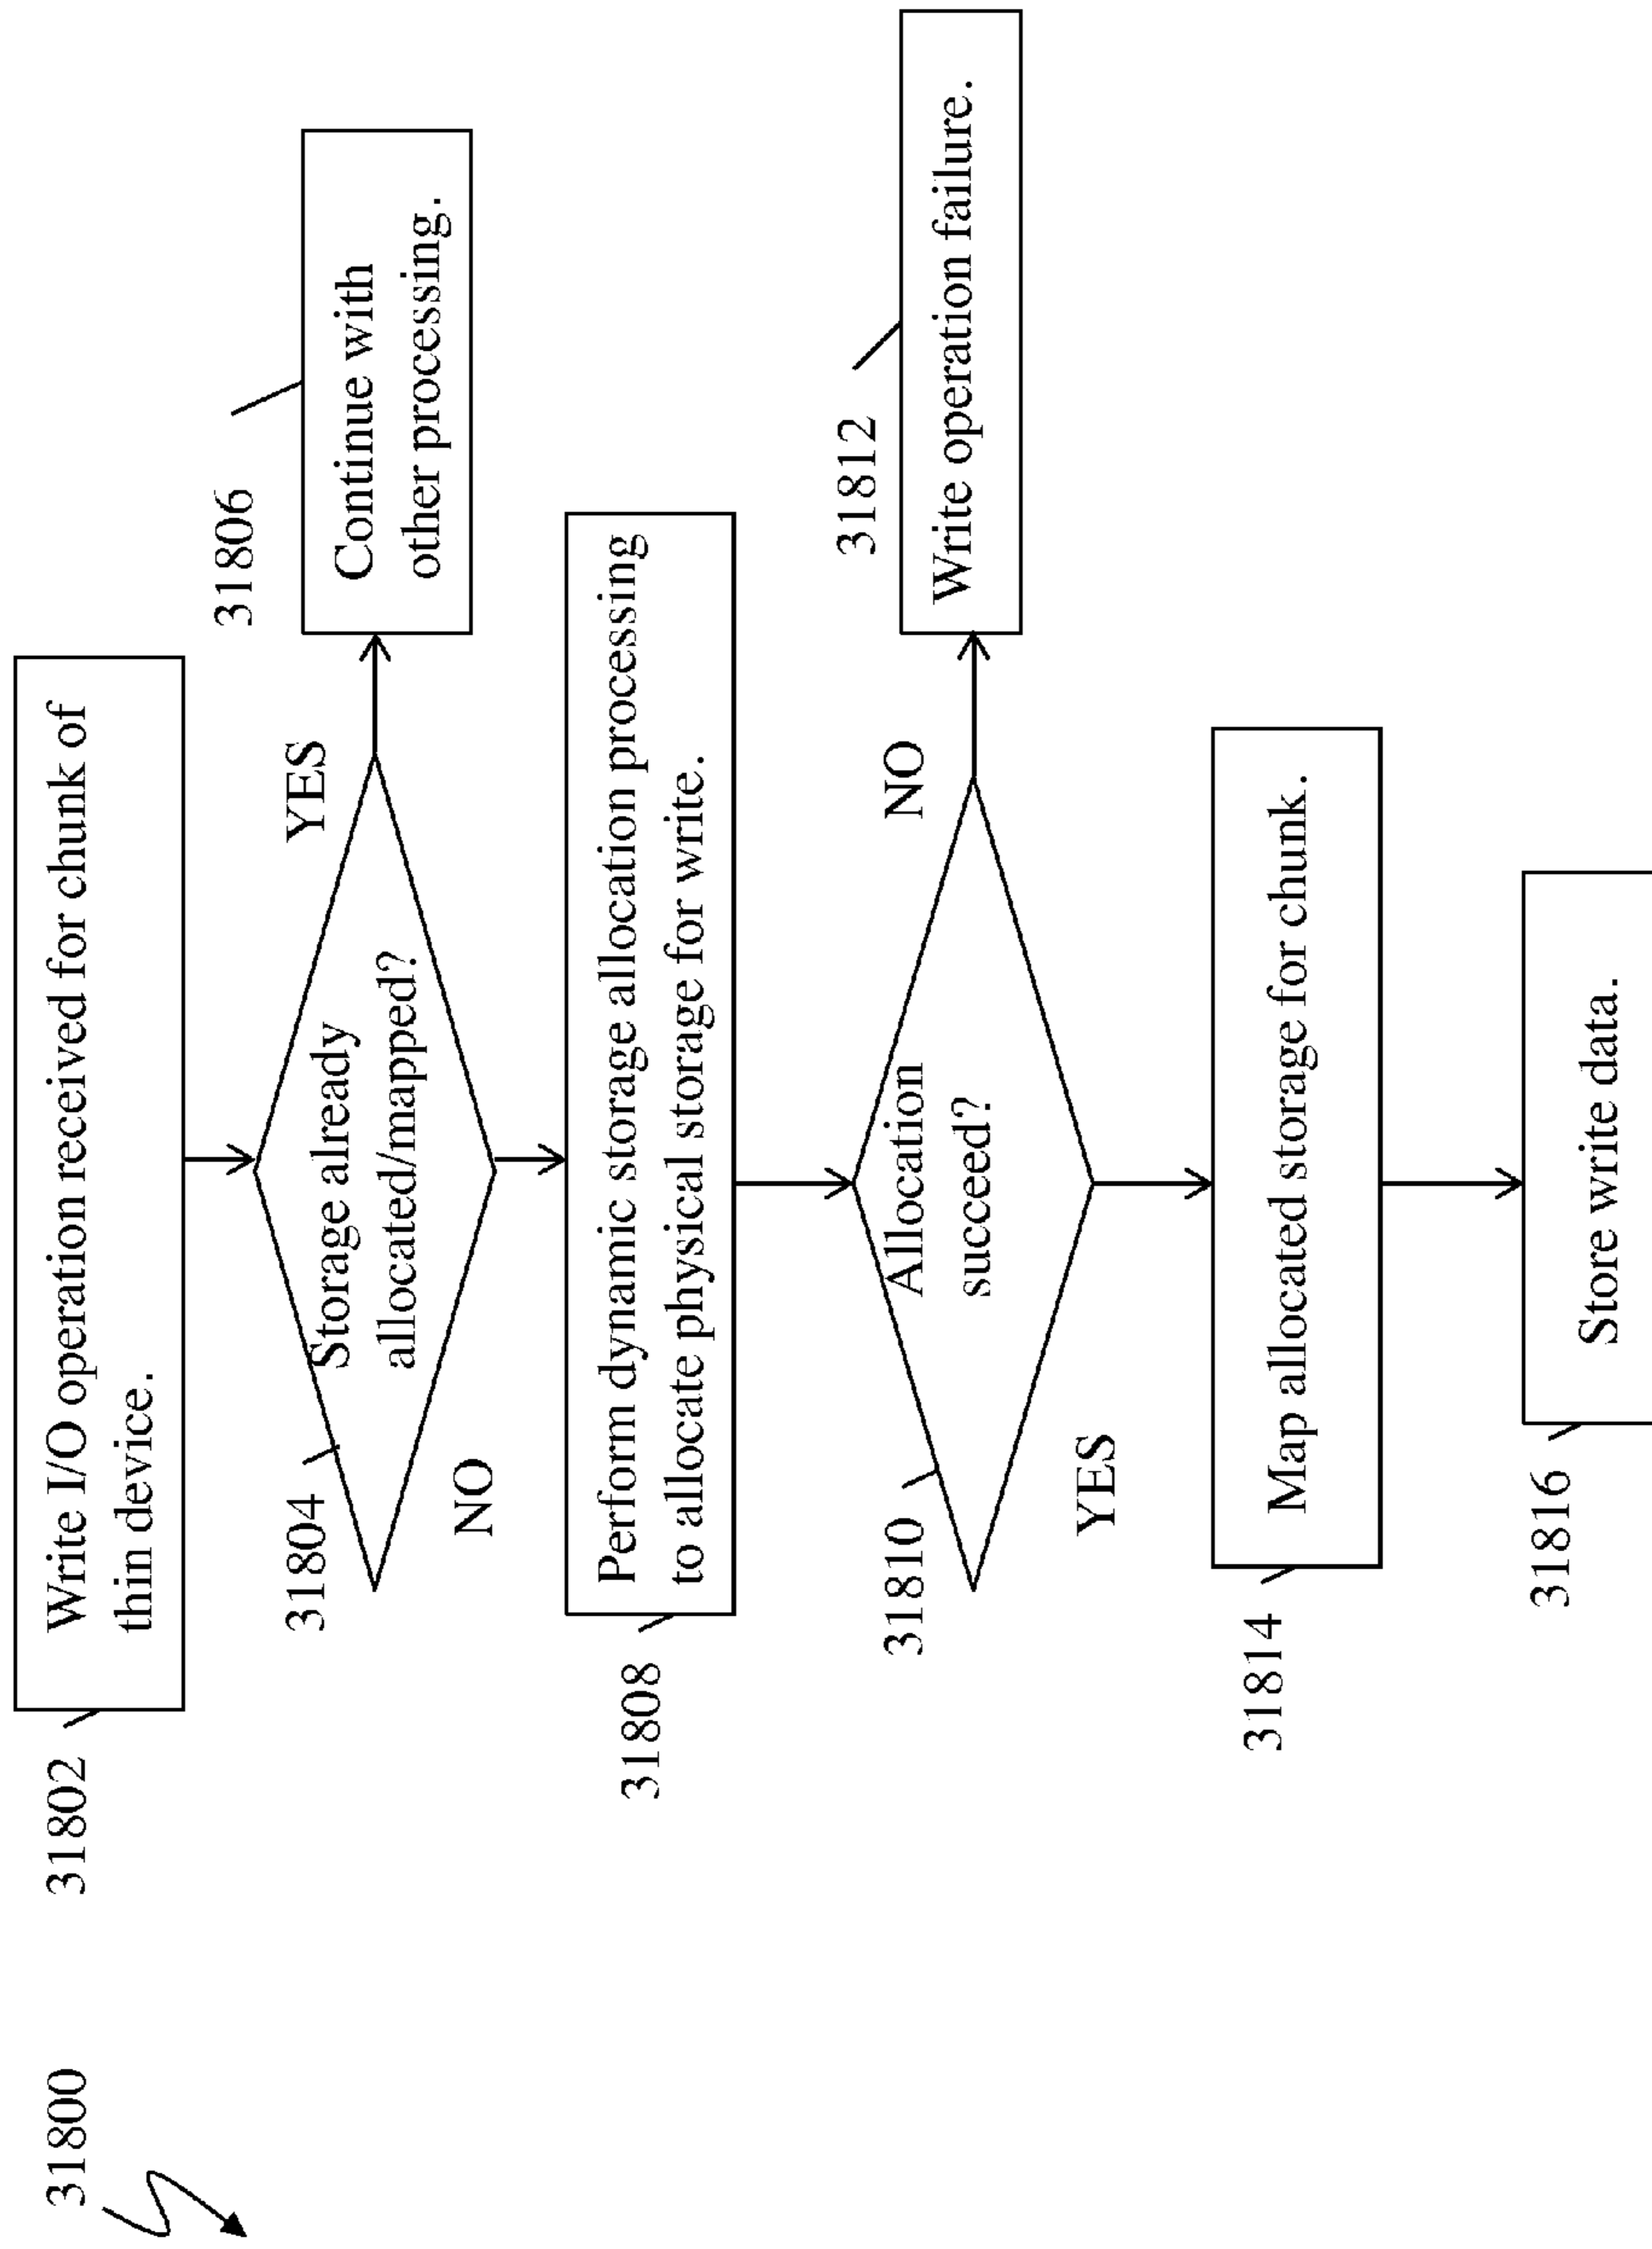 31800
31802
Write I/O operation received for chunk of
thin device.
31804
Storage already
allocated/mapped?
YES
31806
Continue with
other processing.
NO
31808
Perform dynamic storage allocation processing
to allocate physical storage for write.
31810
Allocation
succeed?
NO
31812
Write operation failure.
YES
31814
Map allocated storage for chunk.
31816
Store write data.